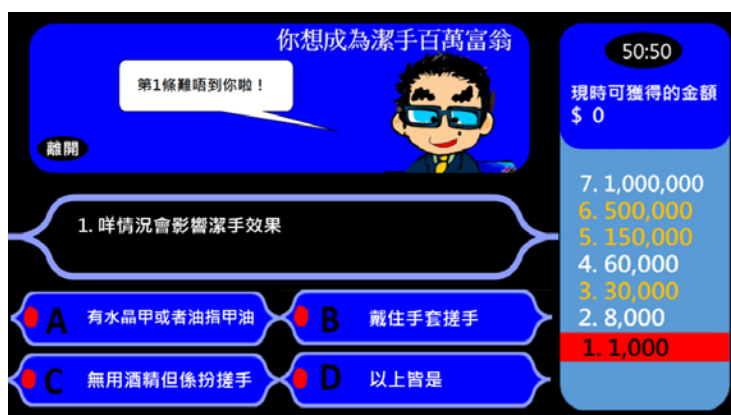 你想成為潔手百萬富翁
第1條難唔到你啦！
離開
50:50
現時可獲得的金額
$ 0
7. 1,000,000
6. 500,000
5. 150,000
4. 60,000
3. 30,000
2. 8,000
1. 1,000
1. 咩情況會影響潔手效果
A 有水晶甲或者油指甲油
B 戴住手套搓手
C 無用酒精但係扮搓手
D 以上皆是